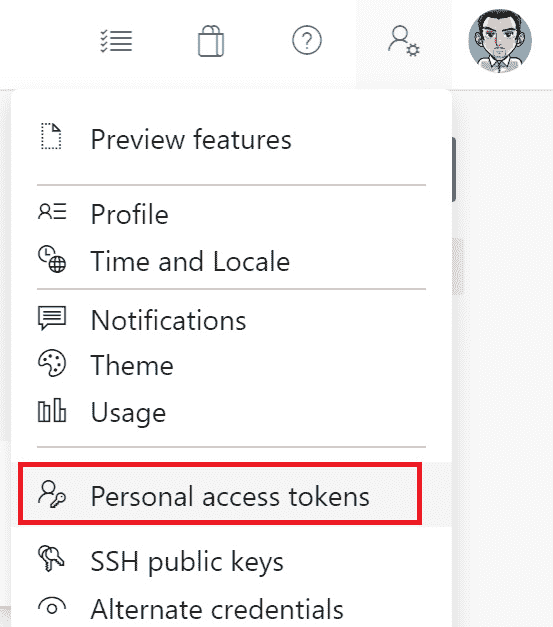 Preview features
Profile
Time and Locale
Notifications
Theme
Usage
Personal access tokens
SSH public keys
Alternate credentials